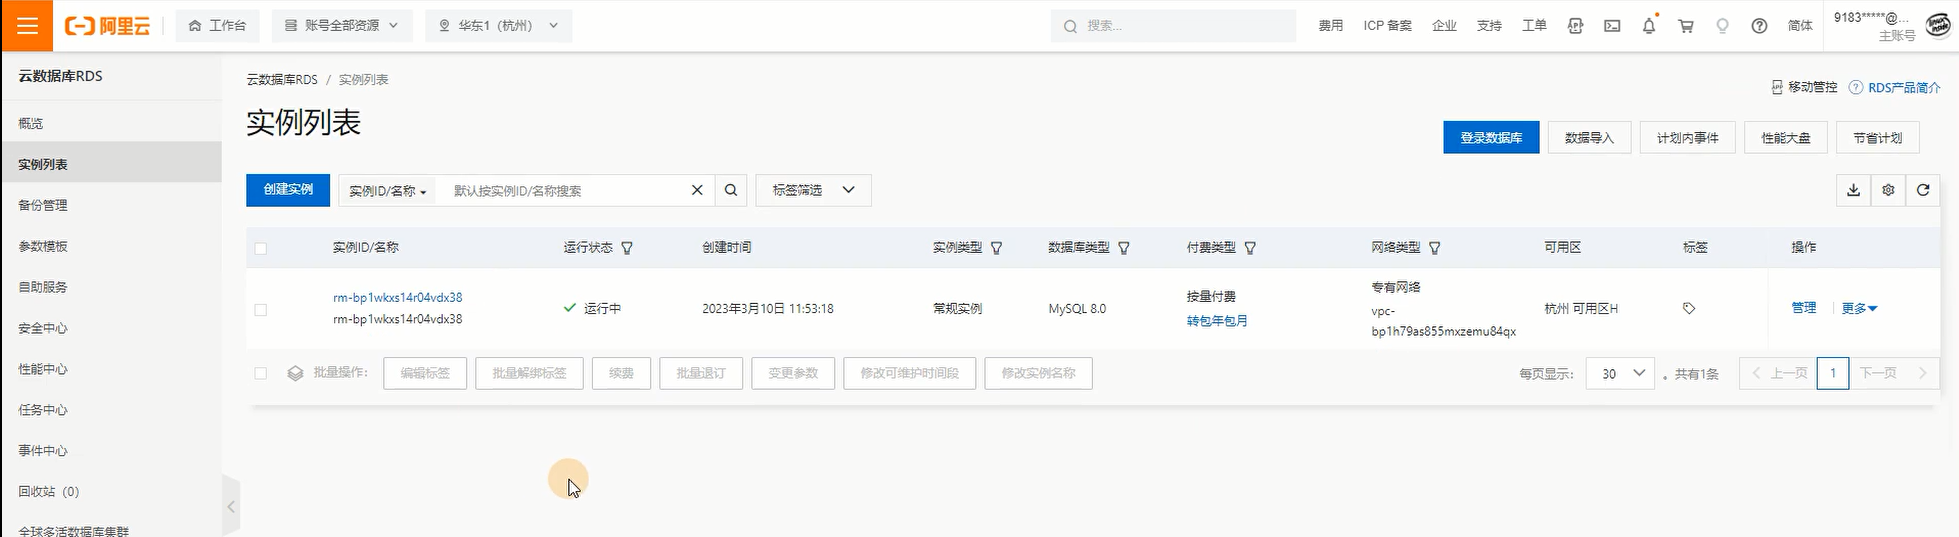 阿里云 工作台 账号全部资源 华东1（杭州） 搜索... 费用 ICP 备案 企业 支持 工单 简体 9183*****@...
主账号
云数据库RDS
概览
实例列表
备份管理
参数模板
自助服务
安全中心
性能中心
任务中心
事件中心
回收站（0）
全球多活数据库集群
云数据库RDS / 实例列表
移动管控 RDS产品简介
实例列表
登录数据库 数据导入 计划内事件 性能大盘 节省计划
创建实例 实例ID/名称 默认按实例ID/名称搜索 标签筛选
实例ID/名称 运行状态 创建时间 实例类型 数据库类型 付费类型 网络类型 可用区 标签 操作
rm-bp1wkxs14r04vdx38
rm-bp1wkxs14r04vdx38
运行中
2023年3月10日 11:53:18
常规实例
MySQL 8.0
按量付费
转包年包月
专有网络
vpc-
bp1h79as855mxzemu84qx
杭州 可用区H
管理 更多
批量操作： 编辑标签 批量解绑标签 续费 批量退订 变更参数 修改可维护时间段 修改实例名称
每页显示： 30 。共有1条 上一页 1 下一页